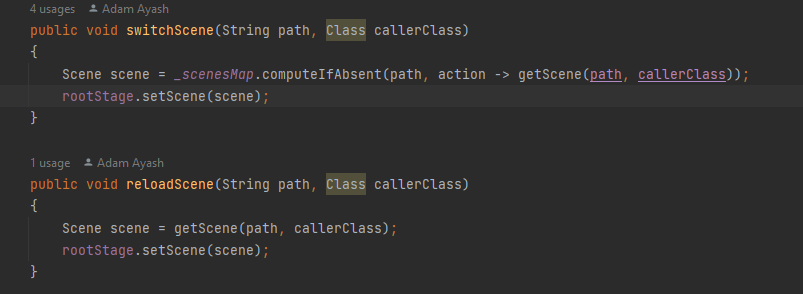 4 usages Adam Ayash
public void switchScene(String path, Class callerClass)
{
    Scene scene = _scenesMap.computeIfAbsent(path, action -> getScene(path, callerClass));
    rootStage.setScene(scene);
}
1 usage Adam Ayash
public void reloadScene(String path, Class callerClass)
{
    Scene scene = getScene(path, callerClass);
    rootStage.setScene(scene);
}